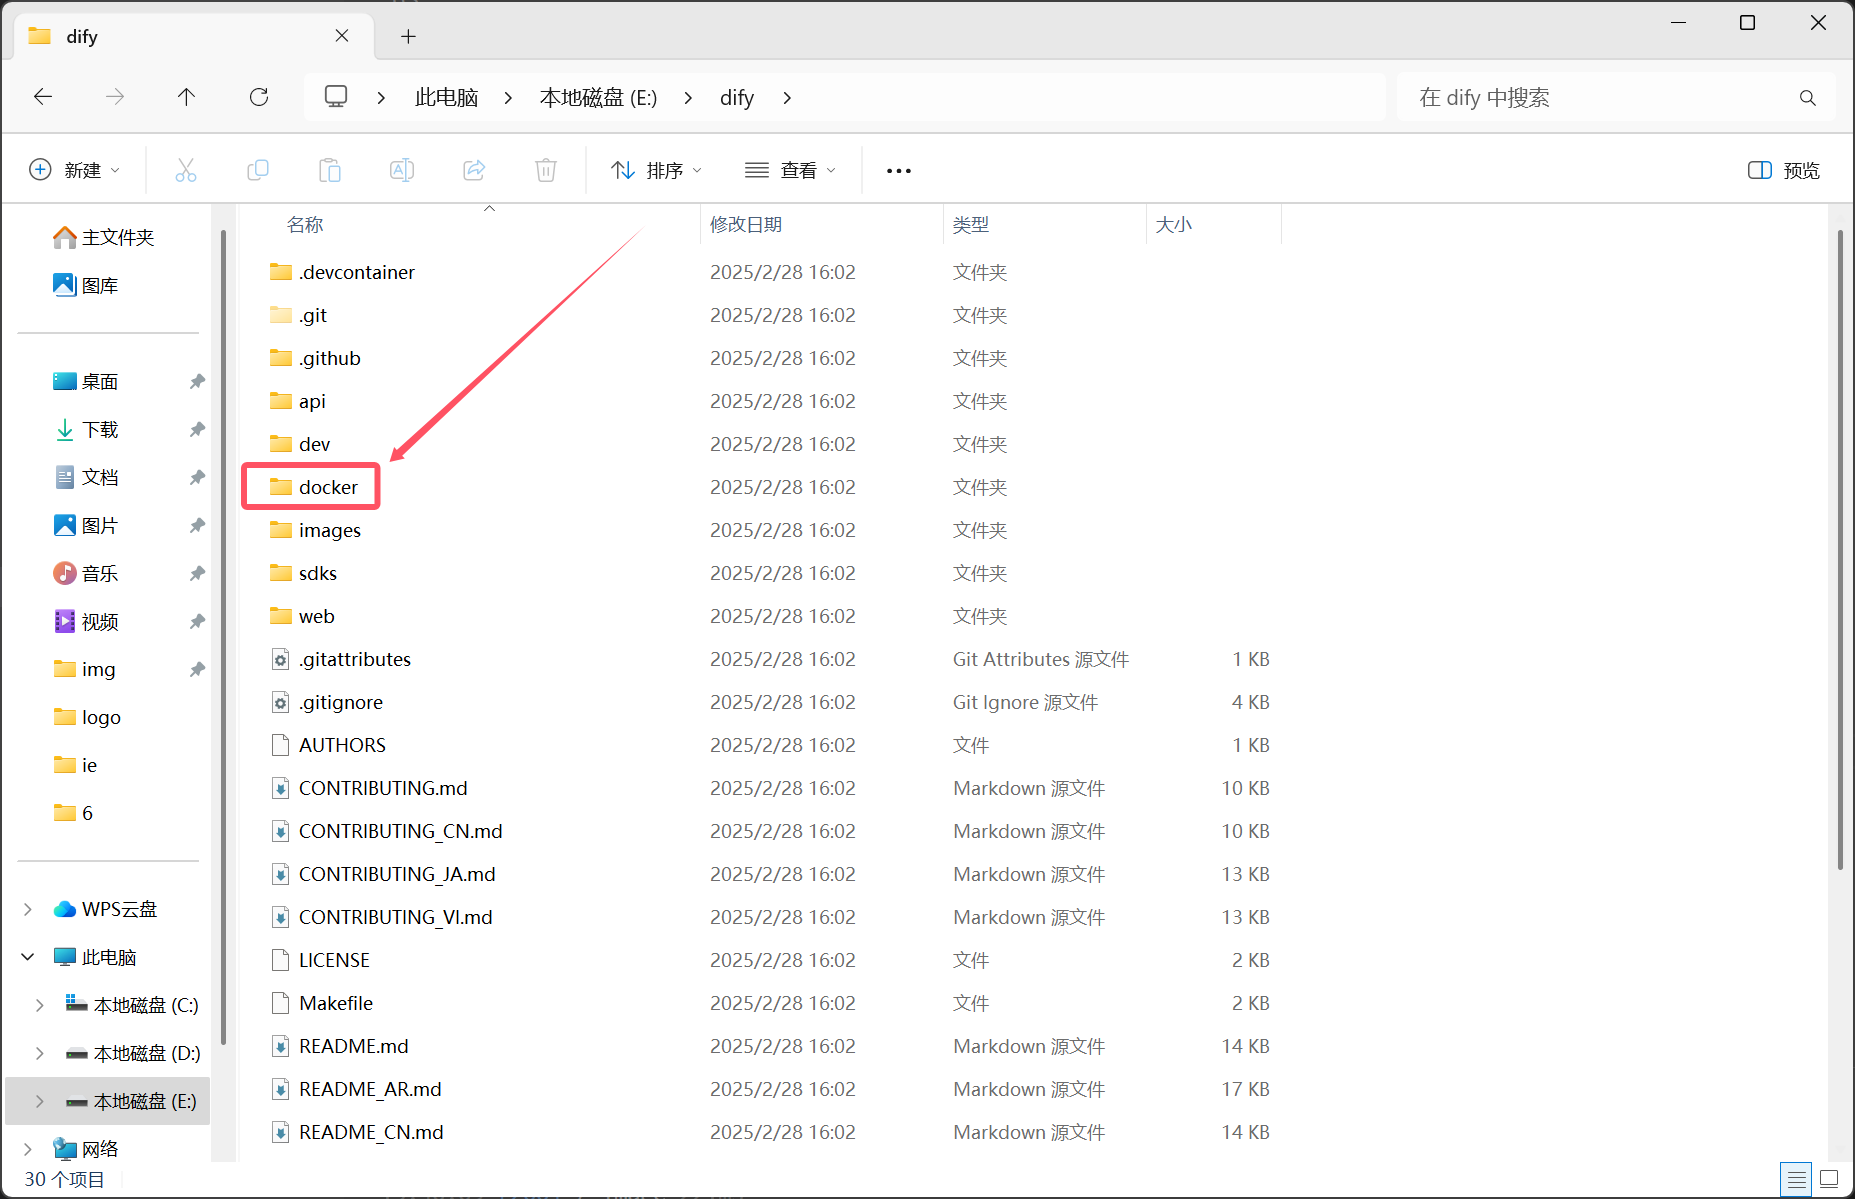 dify
此电脑 本地磁盘 (E:) dify
在 dify 中搜索
新建 排序 查看 预览
名称 修改日期 类型 大小
主文件夹
图库
桌面
下载
文档
图片
音乐
视频
img
logo
ie
6
WPS云盘
此电脑
本地磁盘 (C:)
本地磁盘 (D:)
本地磁盘 (E:)
网络
.devcontainer 2025/2/28 16:02 文件夹
.git 2025/2/28 16:02 文件夹
.github 2025/2/28 16:02 文件夹
api 2025/2/28 16:02 文件夹
dev 2025/2/28 16:02 文件夹
docker 2025/2/28 16:02 文件夹
images 2025/2/28 16:02 文件夹
sdks 2025/2/28 16:02 文件夹
web 2025/2/28 16:02 文件夹
.gitattributes 2025/2/28 16:02 Git Attributes 源文件 1 KB
.gitignore 2025/2/28 16:02 Git Ignore 源文件 4 KB
AUTHORS 2025/2/28 16:02 文件 1 KB
CONTRIBUTING.md 2025/2/28 16:02 Markdown 源文件 10 KB
CONTRIBUTING_CN.md 2025/2/28 16:02 Markdown 源文件 10 KB
CONTRIBUTING_JA.md 2025/2/28 16:02 Markdown 源文件 13 KB
CONTRIBUTING_VI.md 2025/2/28 16:02 Markdown 源文件 13 KB
LICENSE 2025/2/28 16:02 文件 2 KB
Makefile 2025/2/28 16:02 文件 2 KB
README.md 2025/2/28 16:02 Markdown 源文件 14 KB
README_AR.md 2025/2/28 16:02 Markdown 源文件 17 KB
README_CN.md 2025/2/28 16:02 Markdown 源文件 14 KB
30 个项目